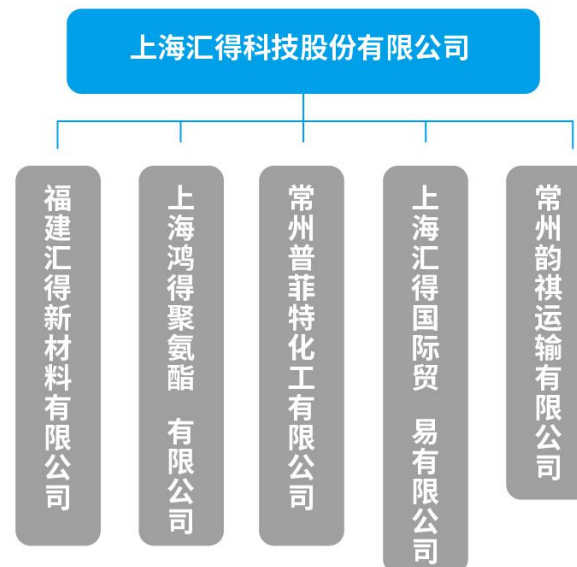 上海汇得科技股份有限公司
福建汇得新材料有限公司
上海鸿得聚氨酯 有限公司
常州普菲特化工有限公司
上海汇得国际贸 易有限公司
常州韵祺运输有限公司